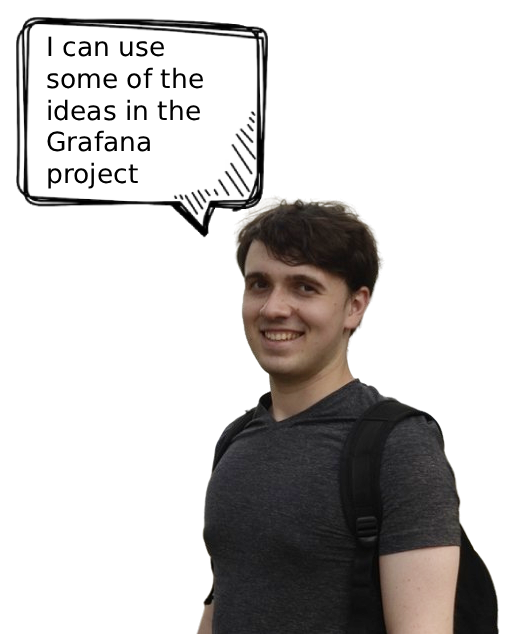 I can use
some of the
ideas in the
Grafana
project